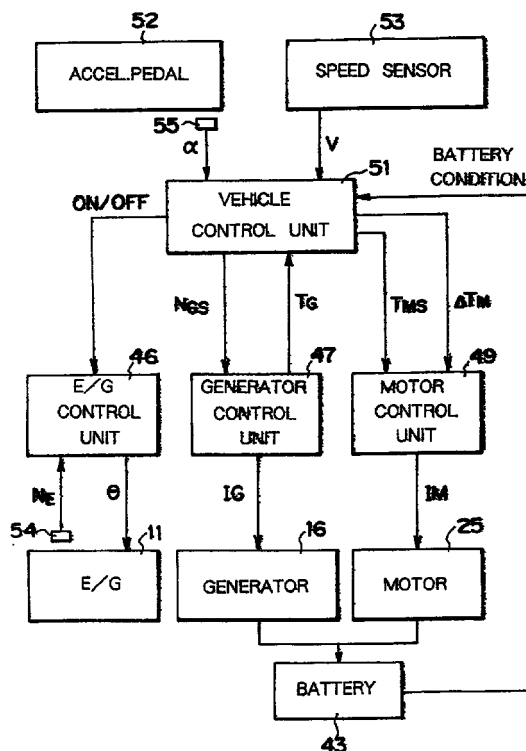 52
53
ACCEL.PEDAL
SPEED SENSOR
55
α
V
51
BATTERY
CONDITION
ON/OFF
VEHICLE
CONTROL UNIT
NGS
TG
TMS
ΔTM
46
47
49
E/G
CONTROL
UNIT
GENERATOR
CONTROL
UNIT
MOTOR
CONTROL
UNIT
NE
θ
IG
IM
54
11
16
25
E/G
GENERATOR
MOTOR
BATTERY
43